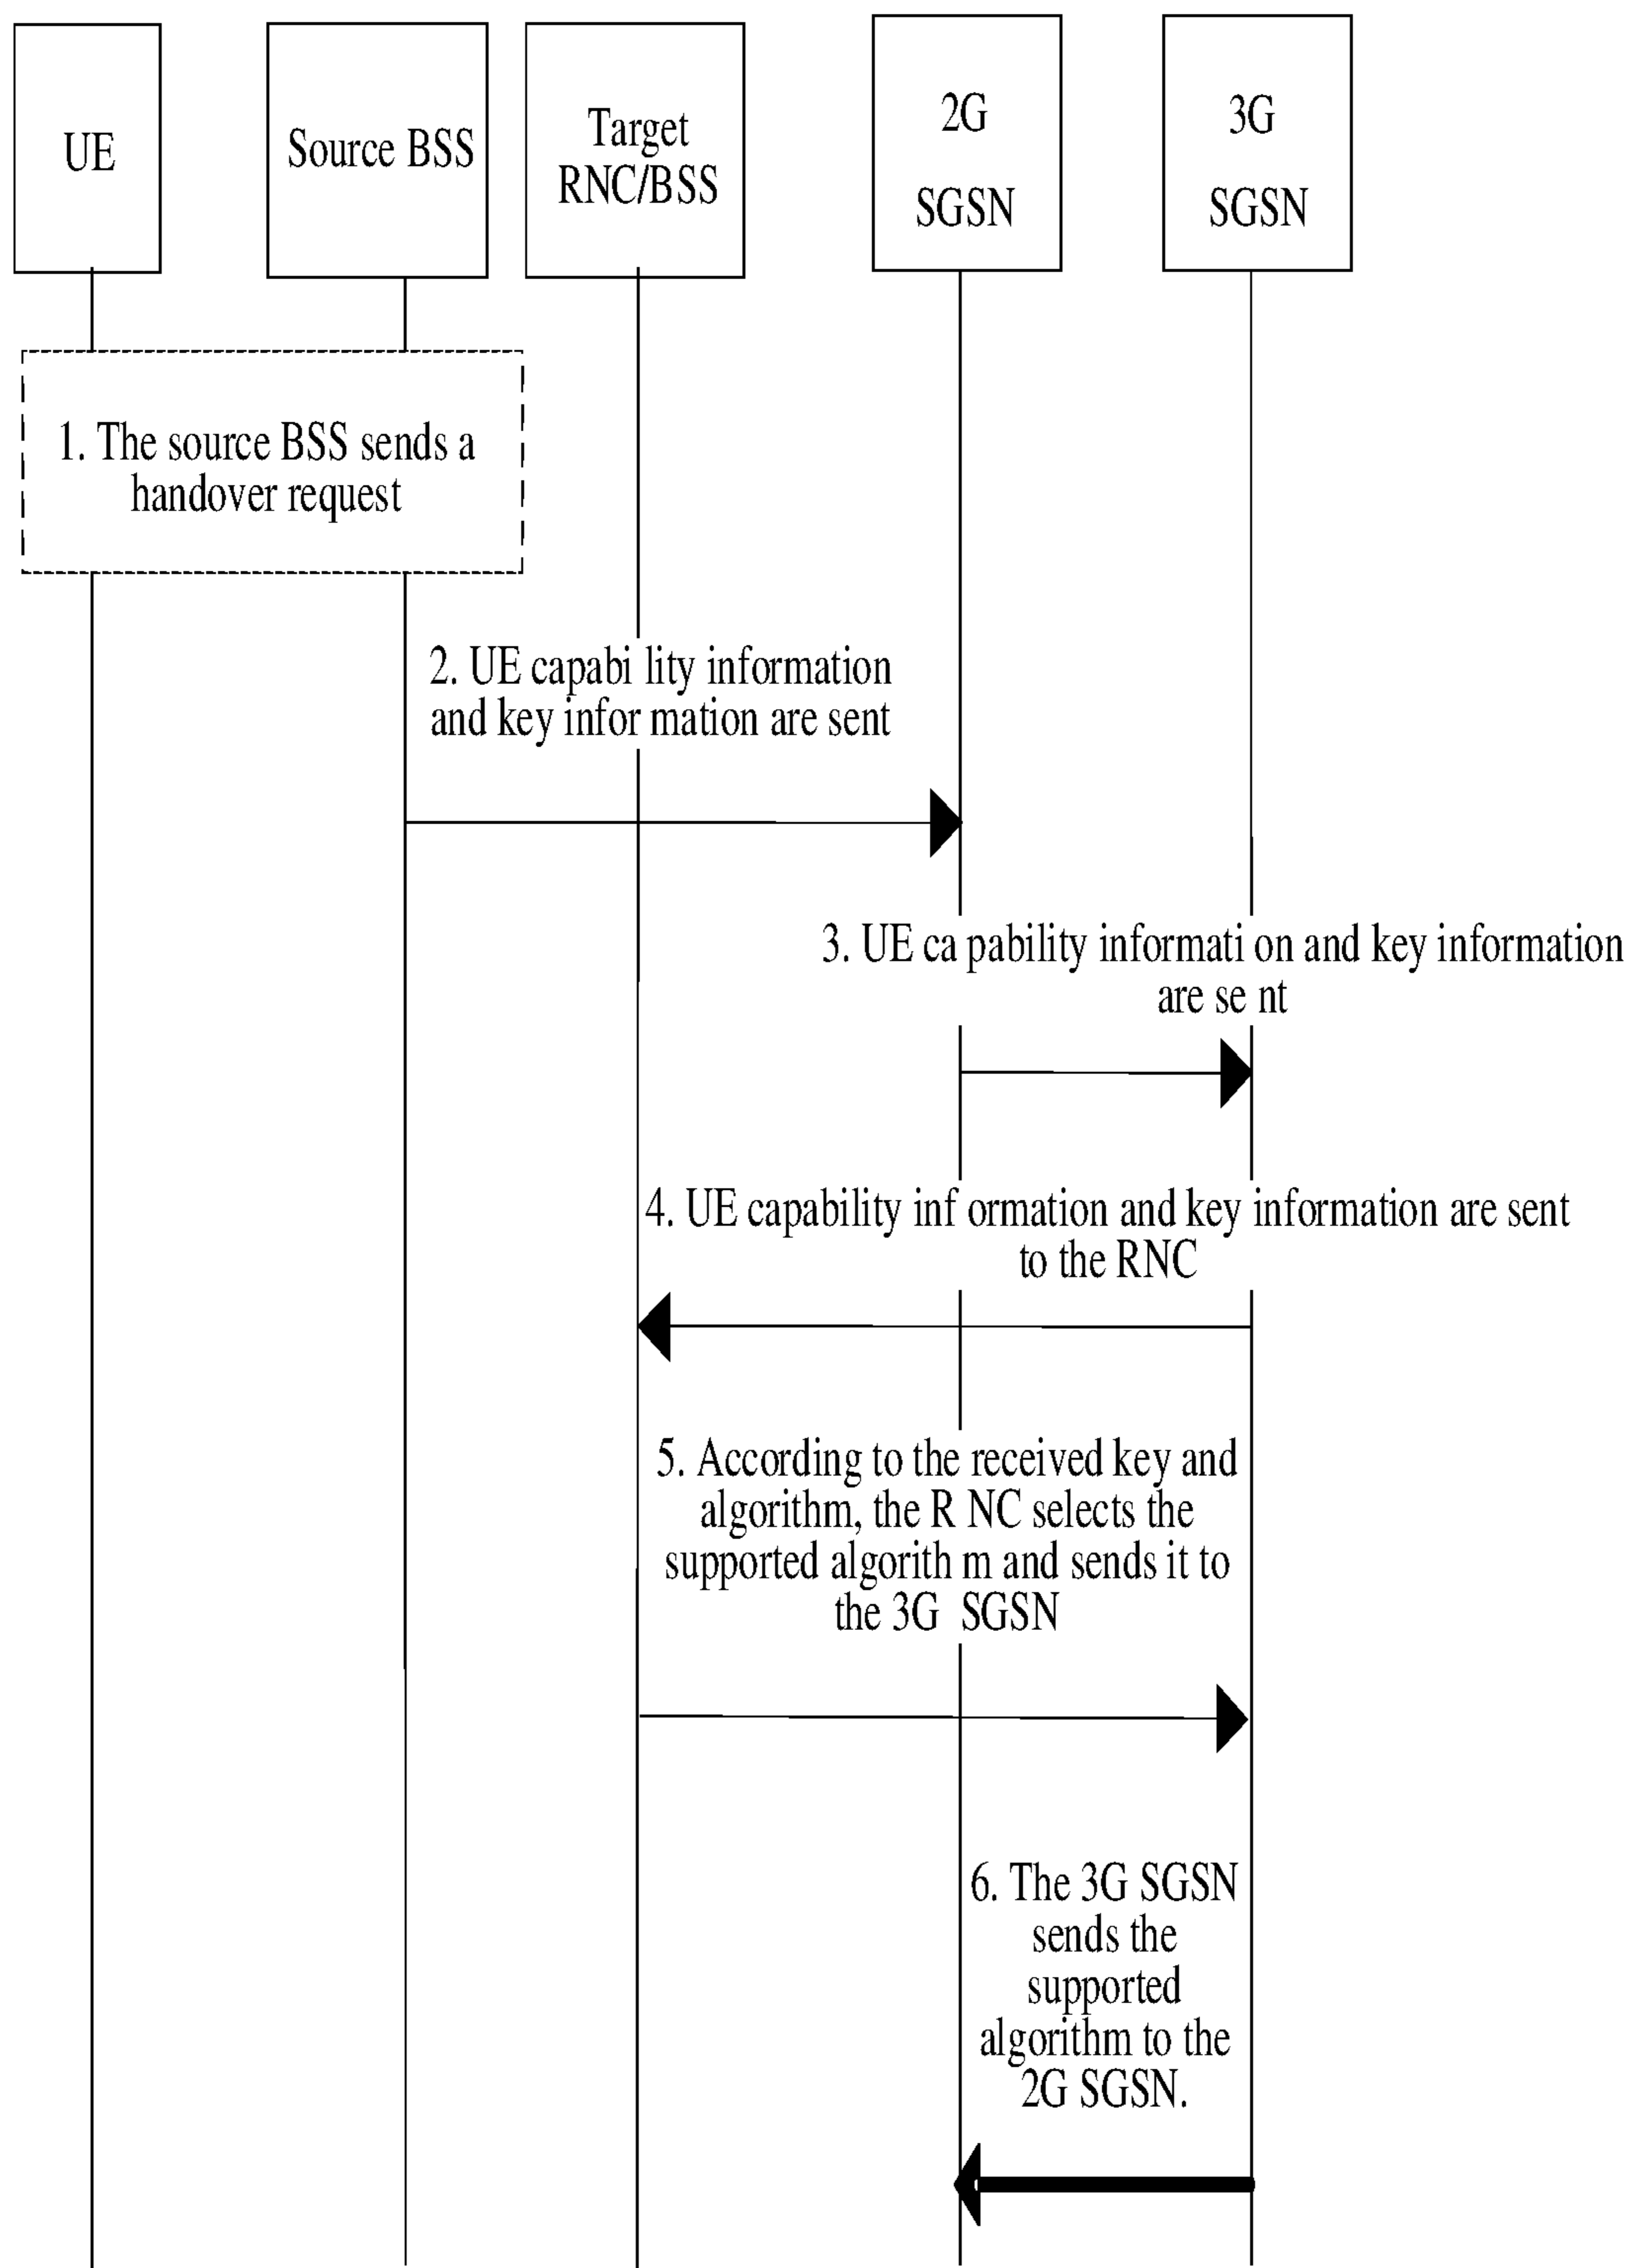 UE
Source BSS
Target
RNC/BSS
2G
SGSN
3G
SGSN
1. The source BSS sends a
handover request
2. UE capabi lity information
and key infor mation are sent
3. UE ca pability informati on and key information
are se nt
4. UE capability inf ormation and key information are sent
to the RNC
5. According to the received key and
algorithm, the R NC selects the
supported algorith m and sends it to
the 3G SGSN
6. The 3G SGSN
sends the
supported
algorithm to the
2G SGSN.